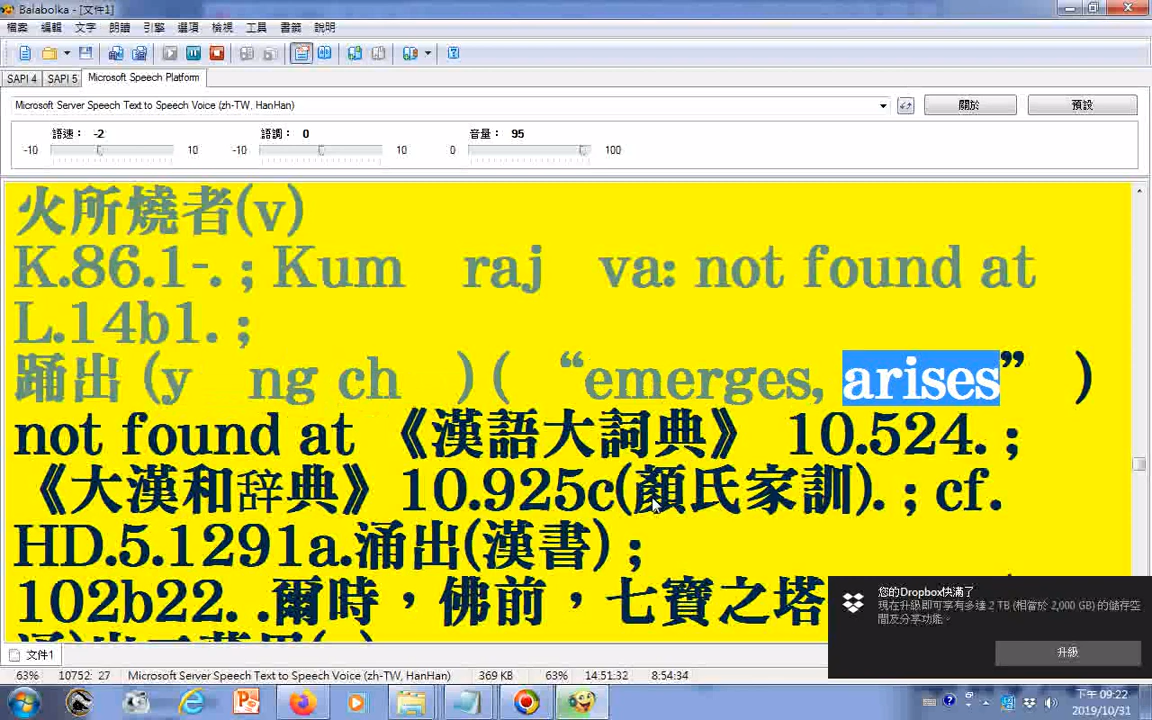 Balabolka - [文件1]
檔案 編輯 文字 朗讀 引擎 選項 檢視 工具 書籤 說明
SAPI 4 SAPI 5 Microsoft Speech Platform
Microsoft Server Speech Text to Speech Voice (zh-TW, HanHan) 關於 預設
語速： -2 語調： 0 音量： 95
-10 10 -10 10 0 100
火所燒者(v)
K.86.1-. ; Kum raj va: not found at
L.14b1. ;
踊出 (y ng ch )( “emerges, arises” )
not found at 《漢語大詞典》 10.524. ;
《大漢和辞典》10.925c(顏氏家訓). ; cf.
HD.5.1291a.涌出(漢書) ;
102b22. .爾時，佛前，七寶之塔
您的Dropbox快滿了
現在升級即可享有多達 2 TB (相當於 2,000 GB) 的儲存空
間及分享功能。
升級
文件1
63% 10752: 27 Microsoft Server Speech Text to Speech Voice (zh-TW, HanHan) 369 KB 63% 14:51:32 8:54:34
下午 09:22
2019/10/31